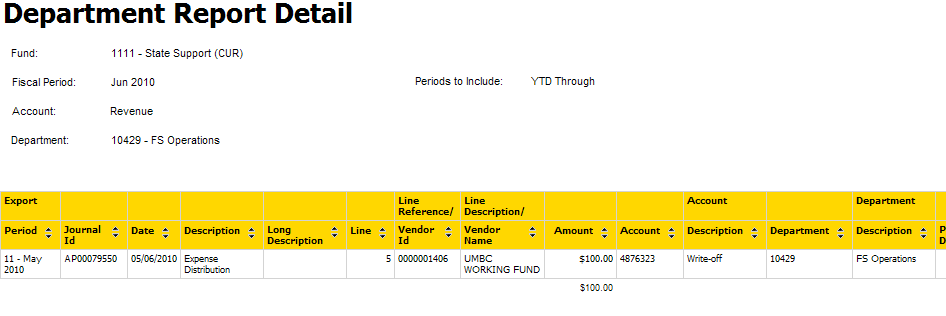 Department Report Detail
Fund: 1111 - State Support (CUR)
Fiscal Period: Jun 2010 Periods to Include: YTD Through
Account: Revenue
Department: 10429 - FS Operations
Export Line Reference/ Line Description/ Account Department
Period Journal Id Date Description Long Description Line Vendor Id Vendor Name Amount Account Description Department Description
11 - May 2010 AP00079550 05/06/2010 Expense Distribution 5 0000001406 UMBC WORKING FUND $100.00 4876323 Write-off 10429 FS Operations
$100.00